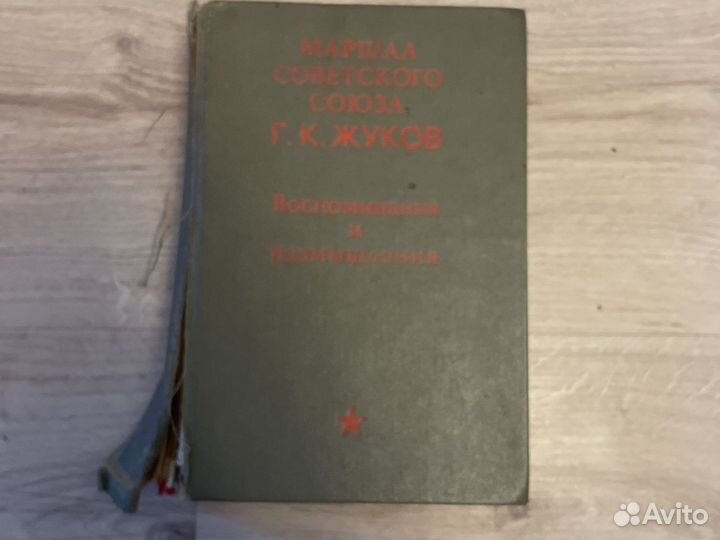 МАРШАЛ
СОВЕТСКОГО
СОЮЗА
Г. К. ЖУКОВ
Воспоминания
и
размышления
Avito